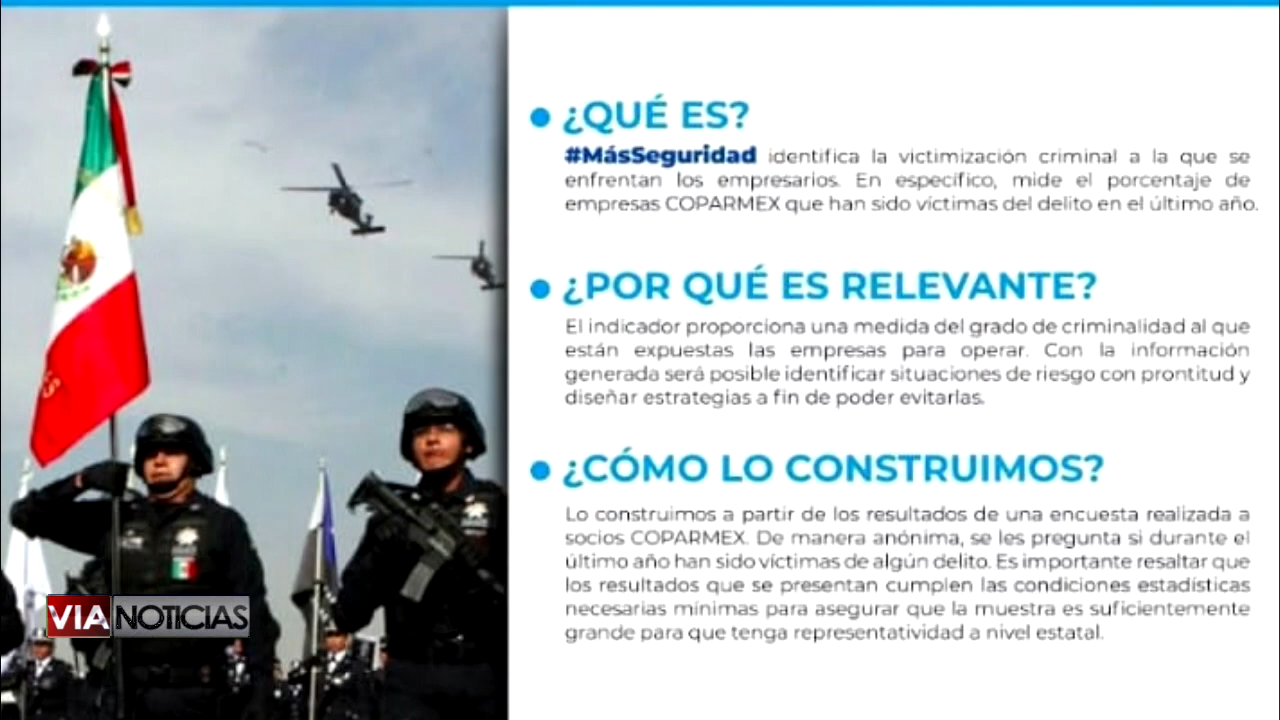 ¿QUÉ ES?
#MásSeguridad identifica la victimización criminal a la que se
enfrentan los empresarios. En específico, mide el porcentaje de
empresas COPARMEX que han sido víctimas del delito en el último año.
¿POR QUÉ ES RELEVANTE?
El indicador proporciona una medida del grado de criminalidad al que
están expuestas las empresas para operar. Con la información
generada será posible identificar situaciones de riesgo con prontitud y
diseñar estrategias a fin de poder evitarlas.
¿CÓMO LO CONSTRUIMOS?
Lo construimos a partir de los resultados de una encuesta realizada a
socios COPARMEX. De manera anónima, se les pregunta si durante el
último año han sido víctimas de algún delito. Es importante resaltar que
los resultados que se presentan cumplen las condiciones estadísticas
necesarias mínimas para asegurar que la muestra es suficientemente
grande para que tenga representatividad a nivel estatal.
VIA NOTICIAS